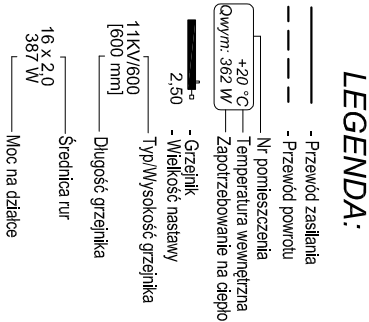 LEGENDA:
- Przewód zasilania
- Przewód powrotu
Nr pomieszczenia
+20 °C
Temperatura wewnętrzna
Qwym: 362 W
Zapotrzebowanie na ciepło
- Grzejnik
2,50
- Wielkość nastawy
11KV/600
Typ/Wysokość grzejnika
[600 mm]
Długość grzejnika
16 x 2,0
Średnica rur
387 W
Moc na działce